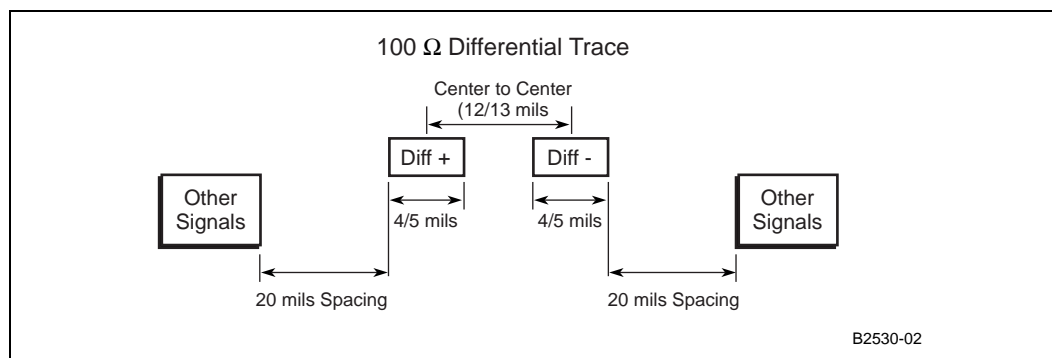 100 Ω Differential Trace
Center to Center
(12/13 mils
Diff +
Diff -
Other
Signals
4/5 mils
4/5 mils
Other
Signals
20 mils Spacing
20 mils Spacing
B2530-02